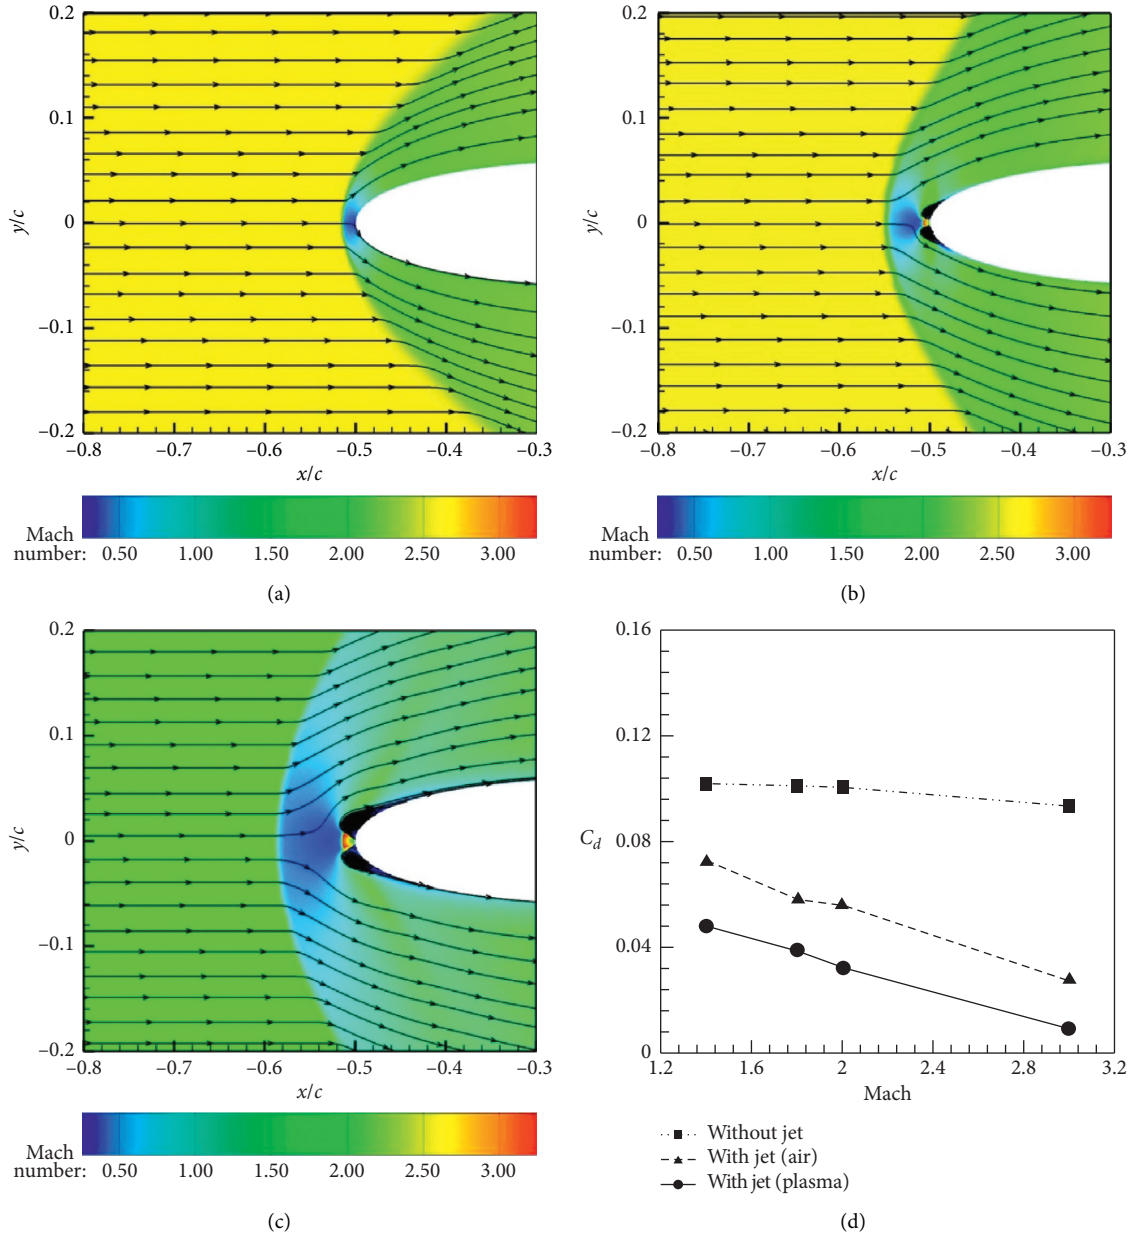 0.2
0.1
0
–0.1
–0.2
y/c
–0.8 –0.7 –0.6 –0.5 –0.4 –0.3
x/c
Mach
number: 0.50 1.00 1.50 2.00 2.50 3.00
(a)
0.2
0.1
0
–0.1
–0.2
y/c
–0.8 –0.7 –0.6 –0.5 –0.4 –0.3
x/c
Mach
number: 0.50 1.00 1.50 2.00 2.50 3.00
(b)
0.2
0.1
0
–0.1
–0.2
y/c
–0.8 –0.7 –0.6 –0.5 –0.4 –0.3
x/c
Mach
number: 0.50 1.00 1.50 2.00 2.50 3.00
(c)
0.16
0.12
0.08
0.04
0
Cd
1.2 1.6 2 2.4 2.8 3.2
Mach
Without jet
With jet (air)
With jet (plasma)
(d)